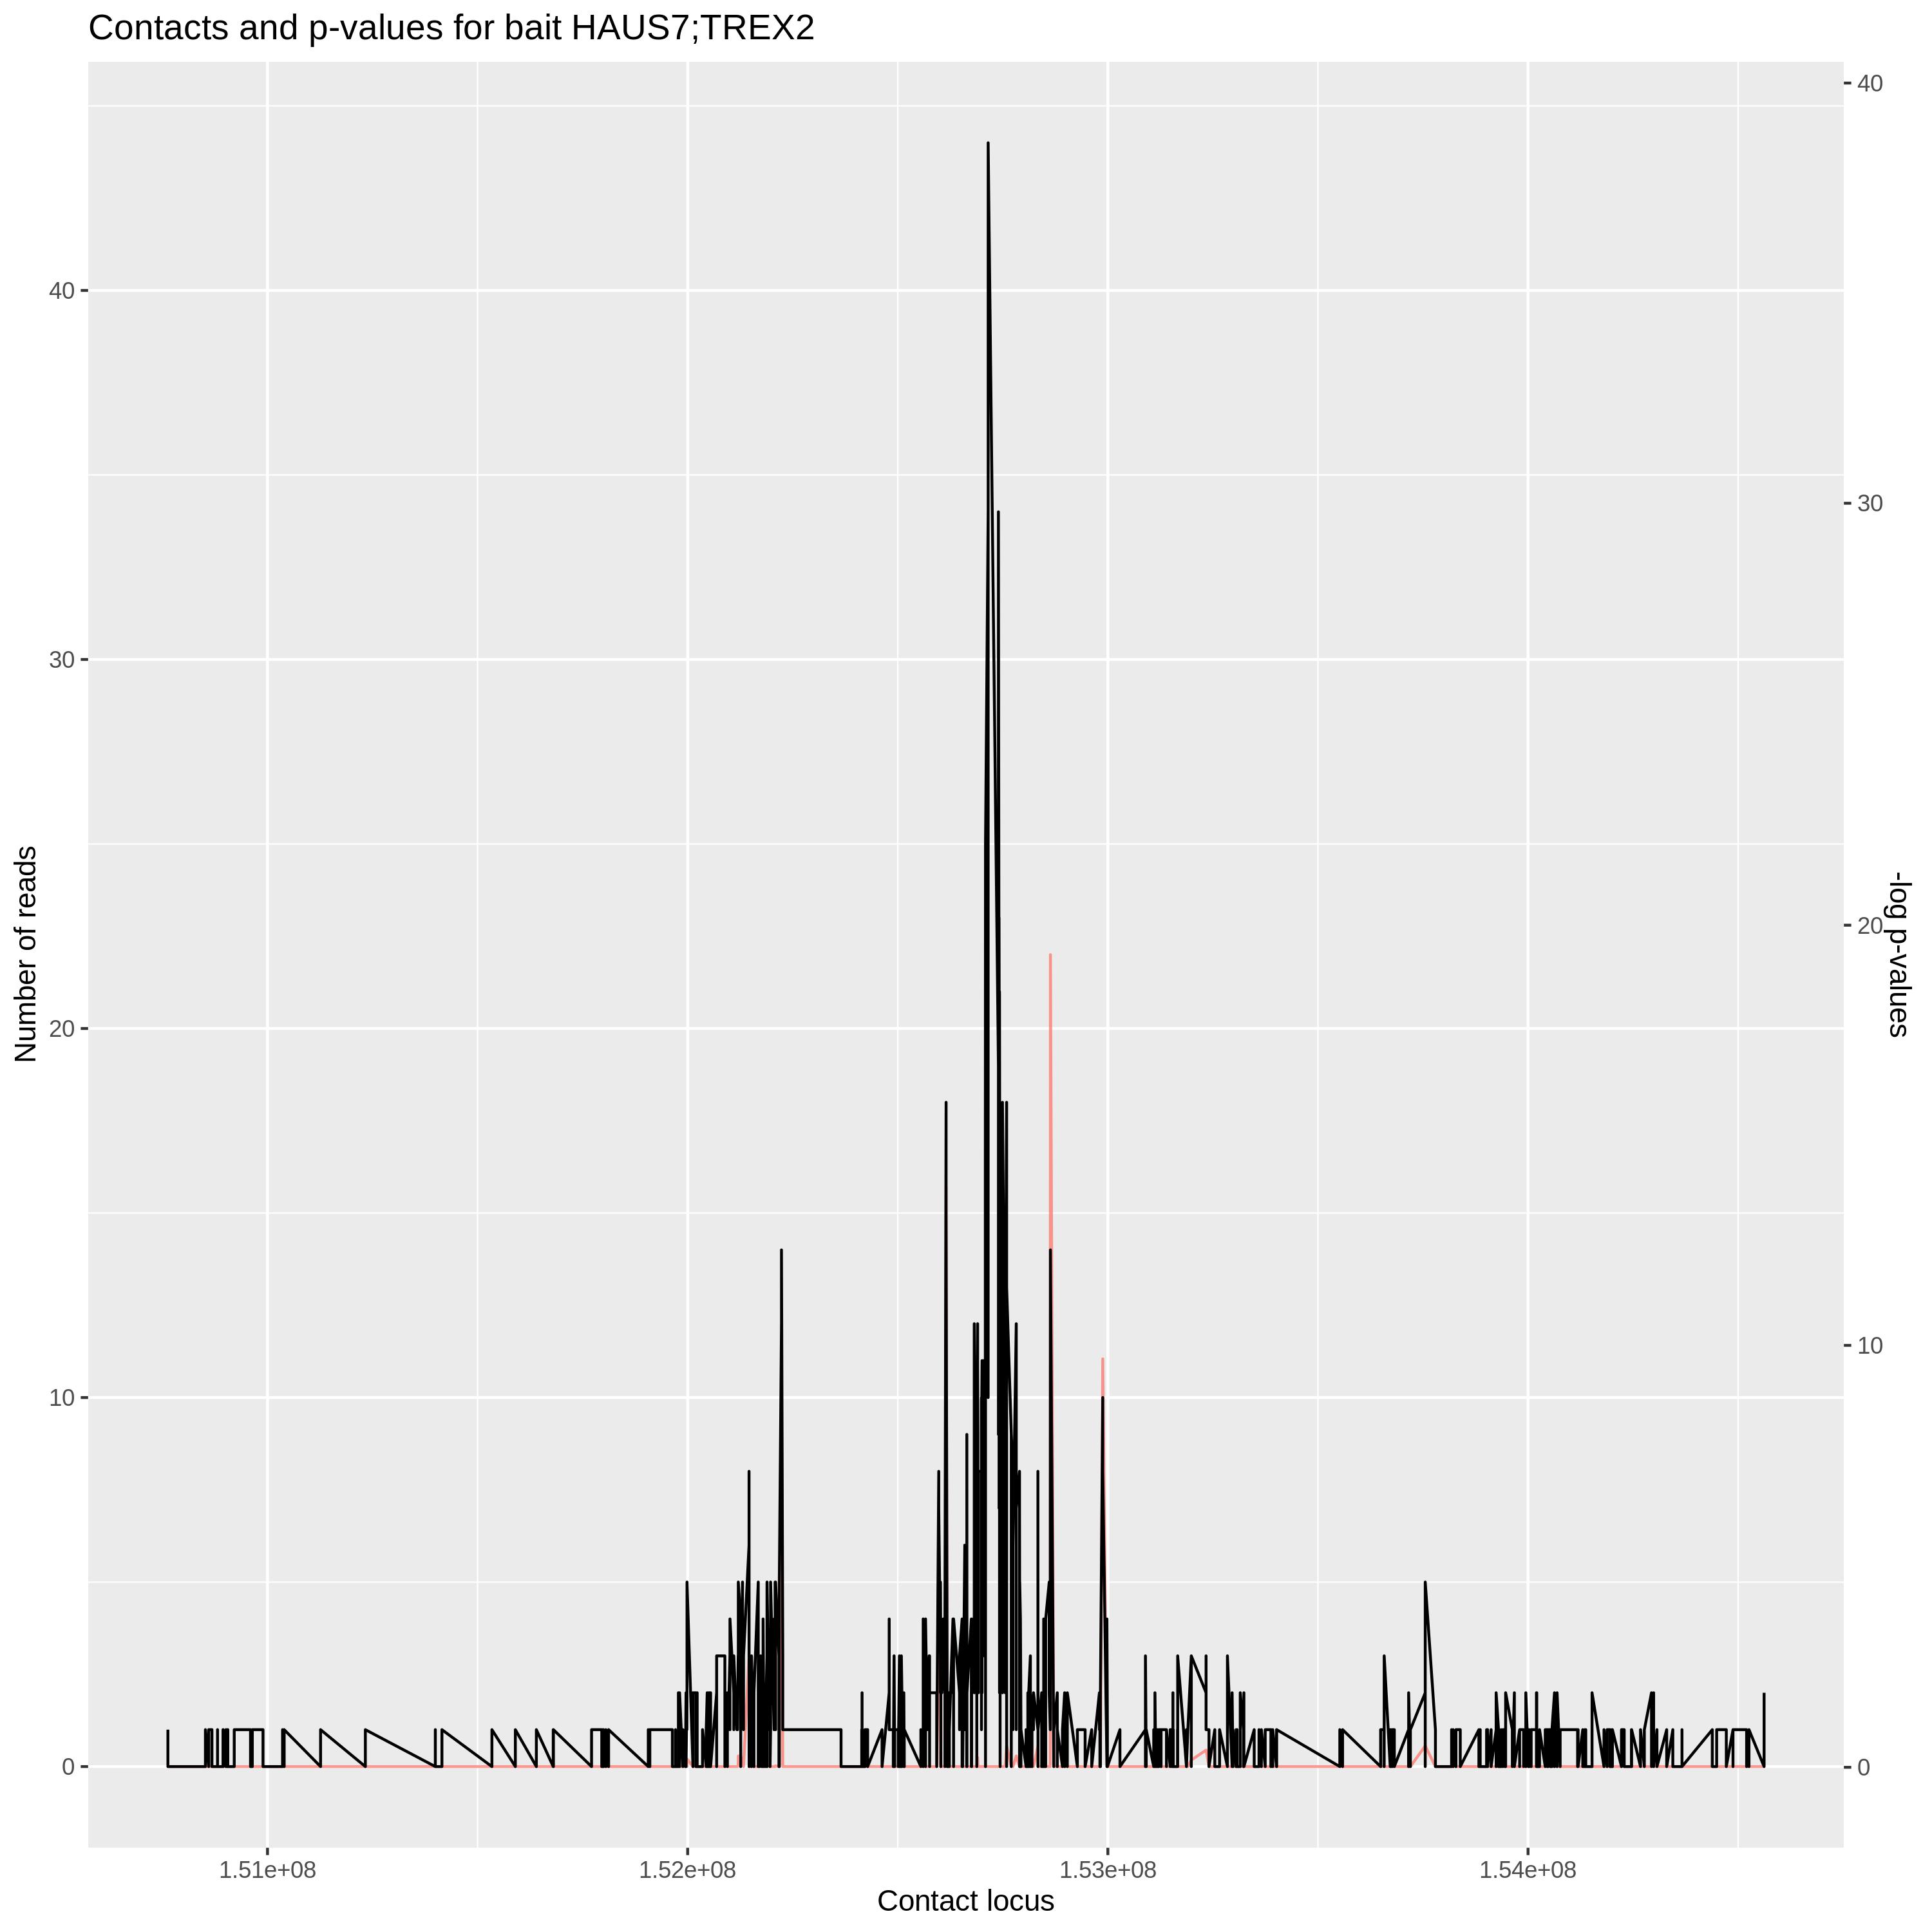 Contacts and p-values for bait HAUS7;TREX2
40
30
20
10
0
Number of reads
40
30
20
10
0
-log p-values
1.51e+08
1.52e+08
1.53e+08
1.54e+08
Contact locus